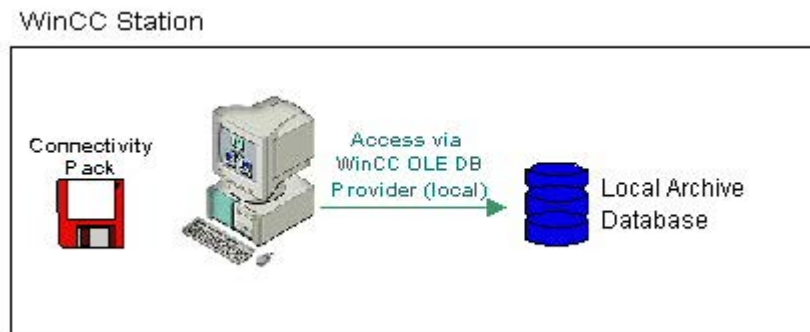 WinCC Station
Connectivity
Pack
Access via
WinCC OLE DB
Provider (local)
Local Archive
Database